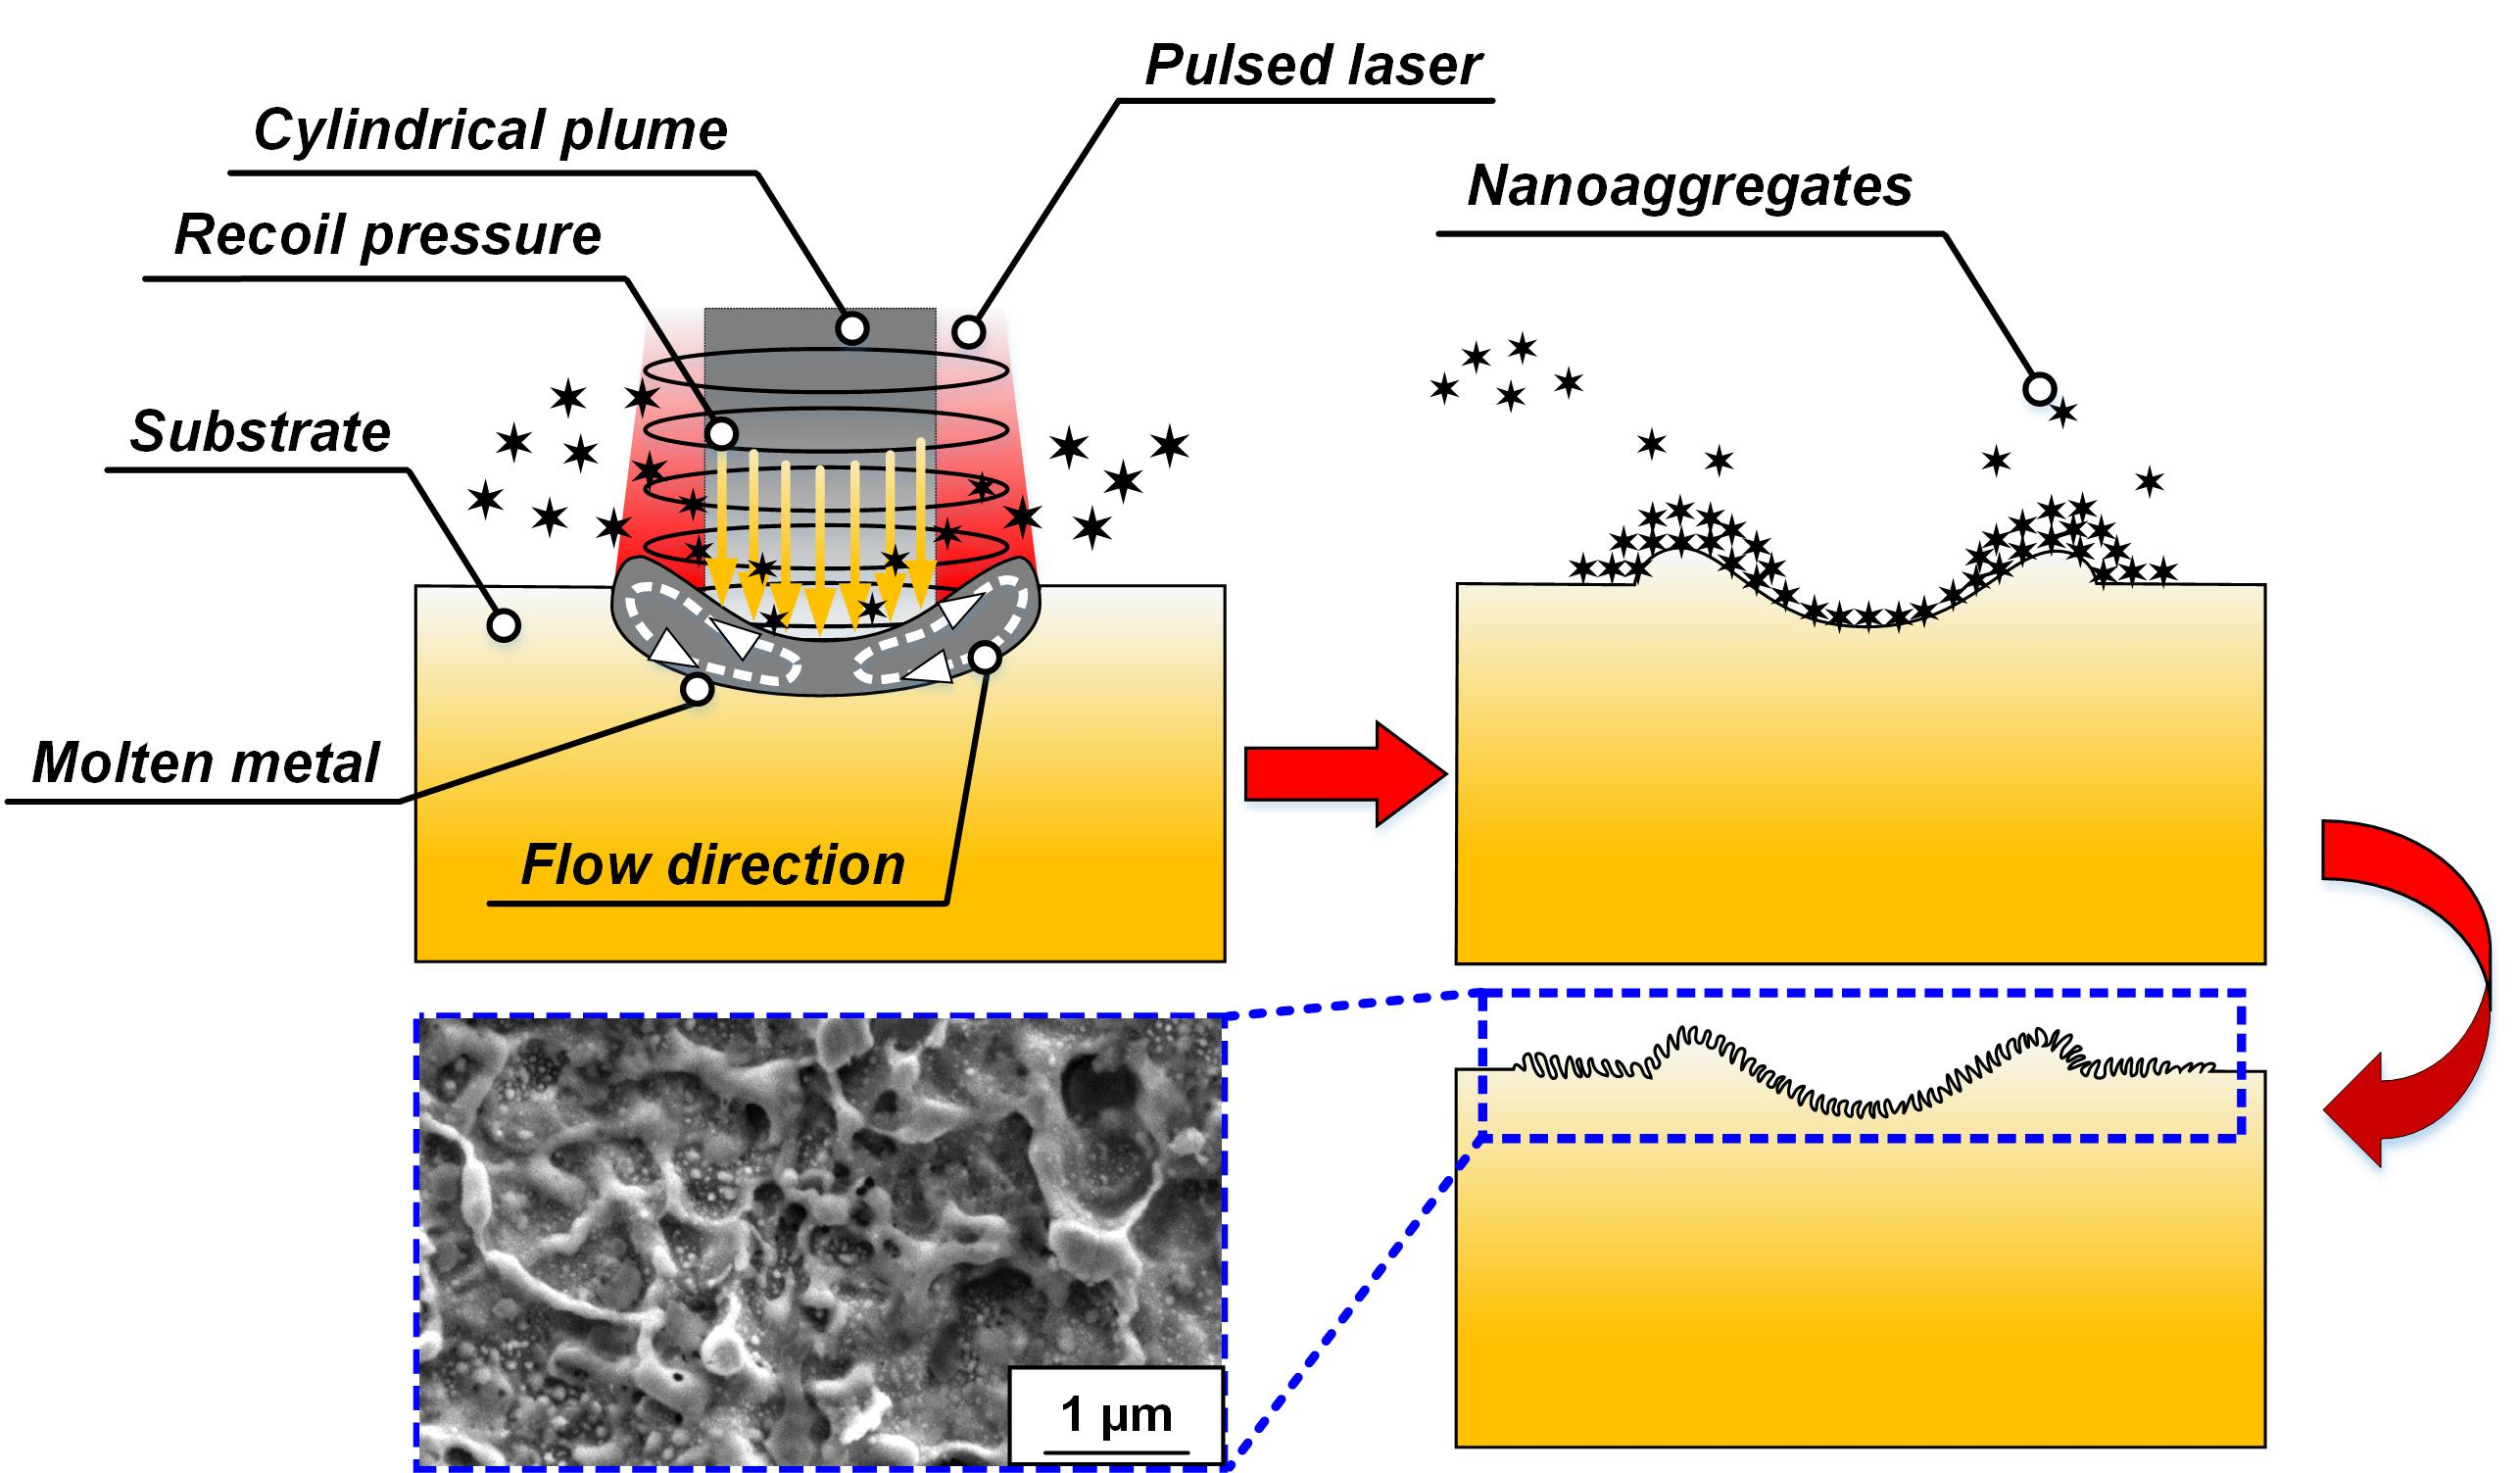 Pulsed laser
Cylindrical plume
Nanoaggregates
Recoil pressure
Substrate
Molten metal
Flow direction
1 μm